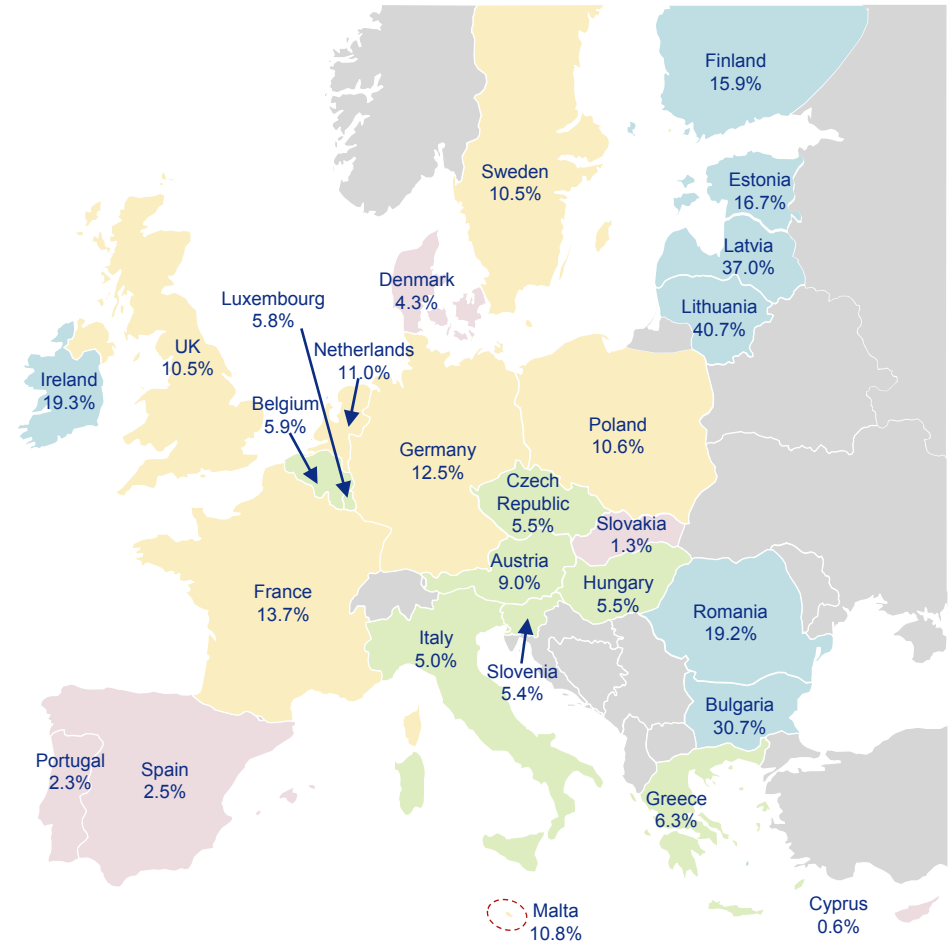 Finland
15.9%
Sweden
10.5%
Estonia
16.7%
Latvia
37.0%
Denmark
4.3%
Luxembourg
5.8%
Lithuania
40.7%
UK
10.5%
Netherlands
11.0%
Ireland
19.3%
Belgium
5.9%
Poland
10.6%
Germany
12.5%
Czech
Republic
5.5%
Slovakia
1.3%
Austria
9.0%
Hungary
5.5%
France
13.7%
Romania
19.2%
Italy
5.0%
Slovenia
5.4%
Bulgaria
30.7%
Portugal
2.3%
Spain
2.5%
Greece
6.3%
Malta
10.8%
Cyprus
0.6%